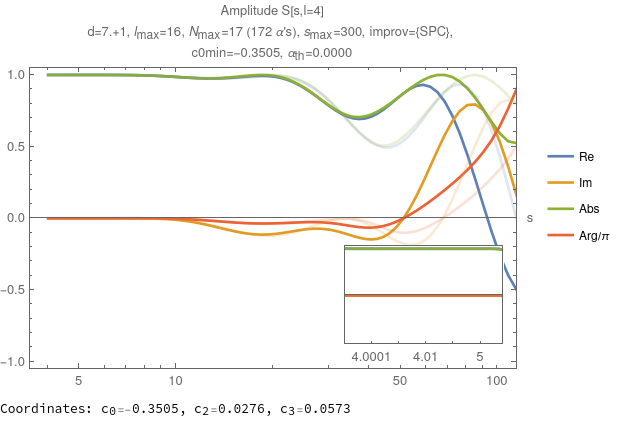 Amplitude S[s,l=4]
d=7.+1, lmax=16, Nmax=17 (172 α's), smax=300, improv={SPC},
c0min=-0.3505, αth=0.0000
1.0
0.5
0.0
-0.5
-1.0
s
Re
Im
Abs
Arg/π
4.0001 4.01 5
5 10 50 100
Coordinates: c0=-0.3505, c2=0.0276, c3=0.0573